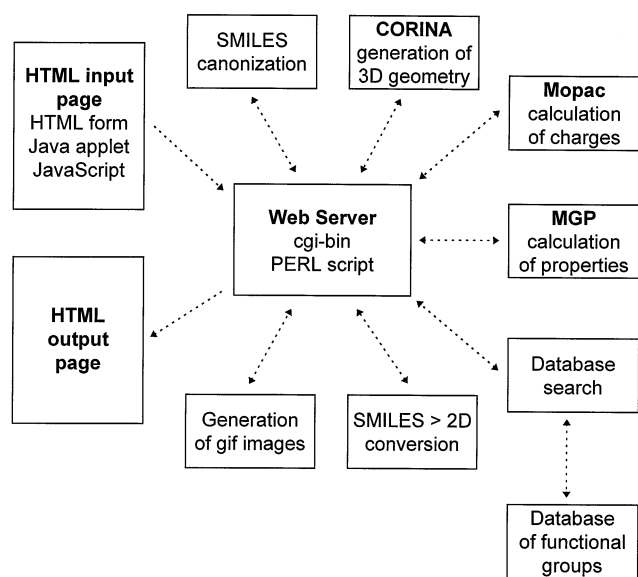 HTML input
page
HTML form
Java applet
JavaScript
SMILES
canonization
CORINA
generation of
3D geometry
Mopac
calculation
of charges
Web Server
cgi-bin
PERL script
MGP
calculation
of properties
HTML
output
page
Generation
of gif images
SMILES > 2D
conversion
Database
search
Database
of functional
groups